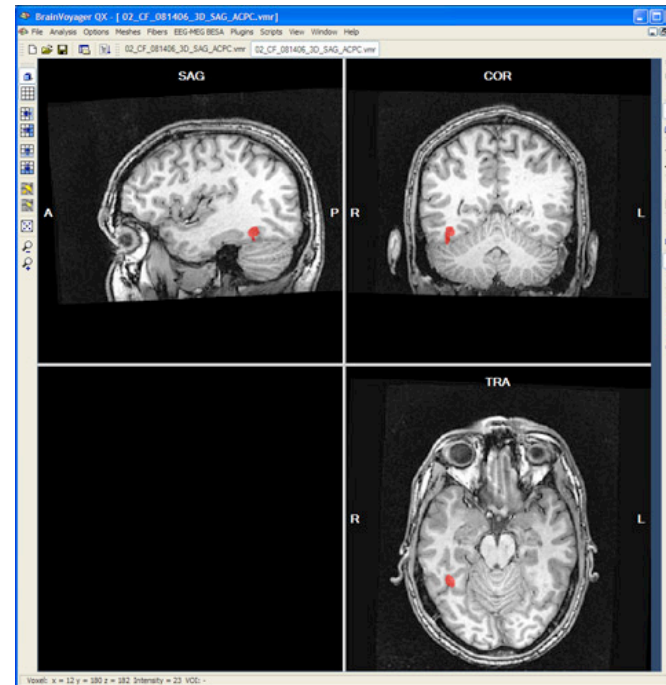 BrainVoyager QX - [ 02_CF_081406_3D_SAG_ACPC.vmr]
File Analysis Options Meshes Fibers EEG-MEG BESA Plugins Scripts View Window Help
02_CF_081406_3D_SAG_ACPC.vmr 02_CF_081406_3D_SAG_ACPC.vmr
SAG
COR
A
P
R
L
TRA
R
L
Voxel: x = 12 y = 180 z = 182 Intensity = 23 VOI: -